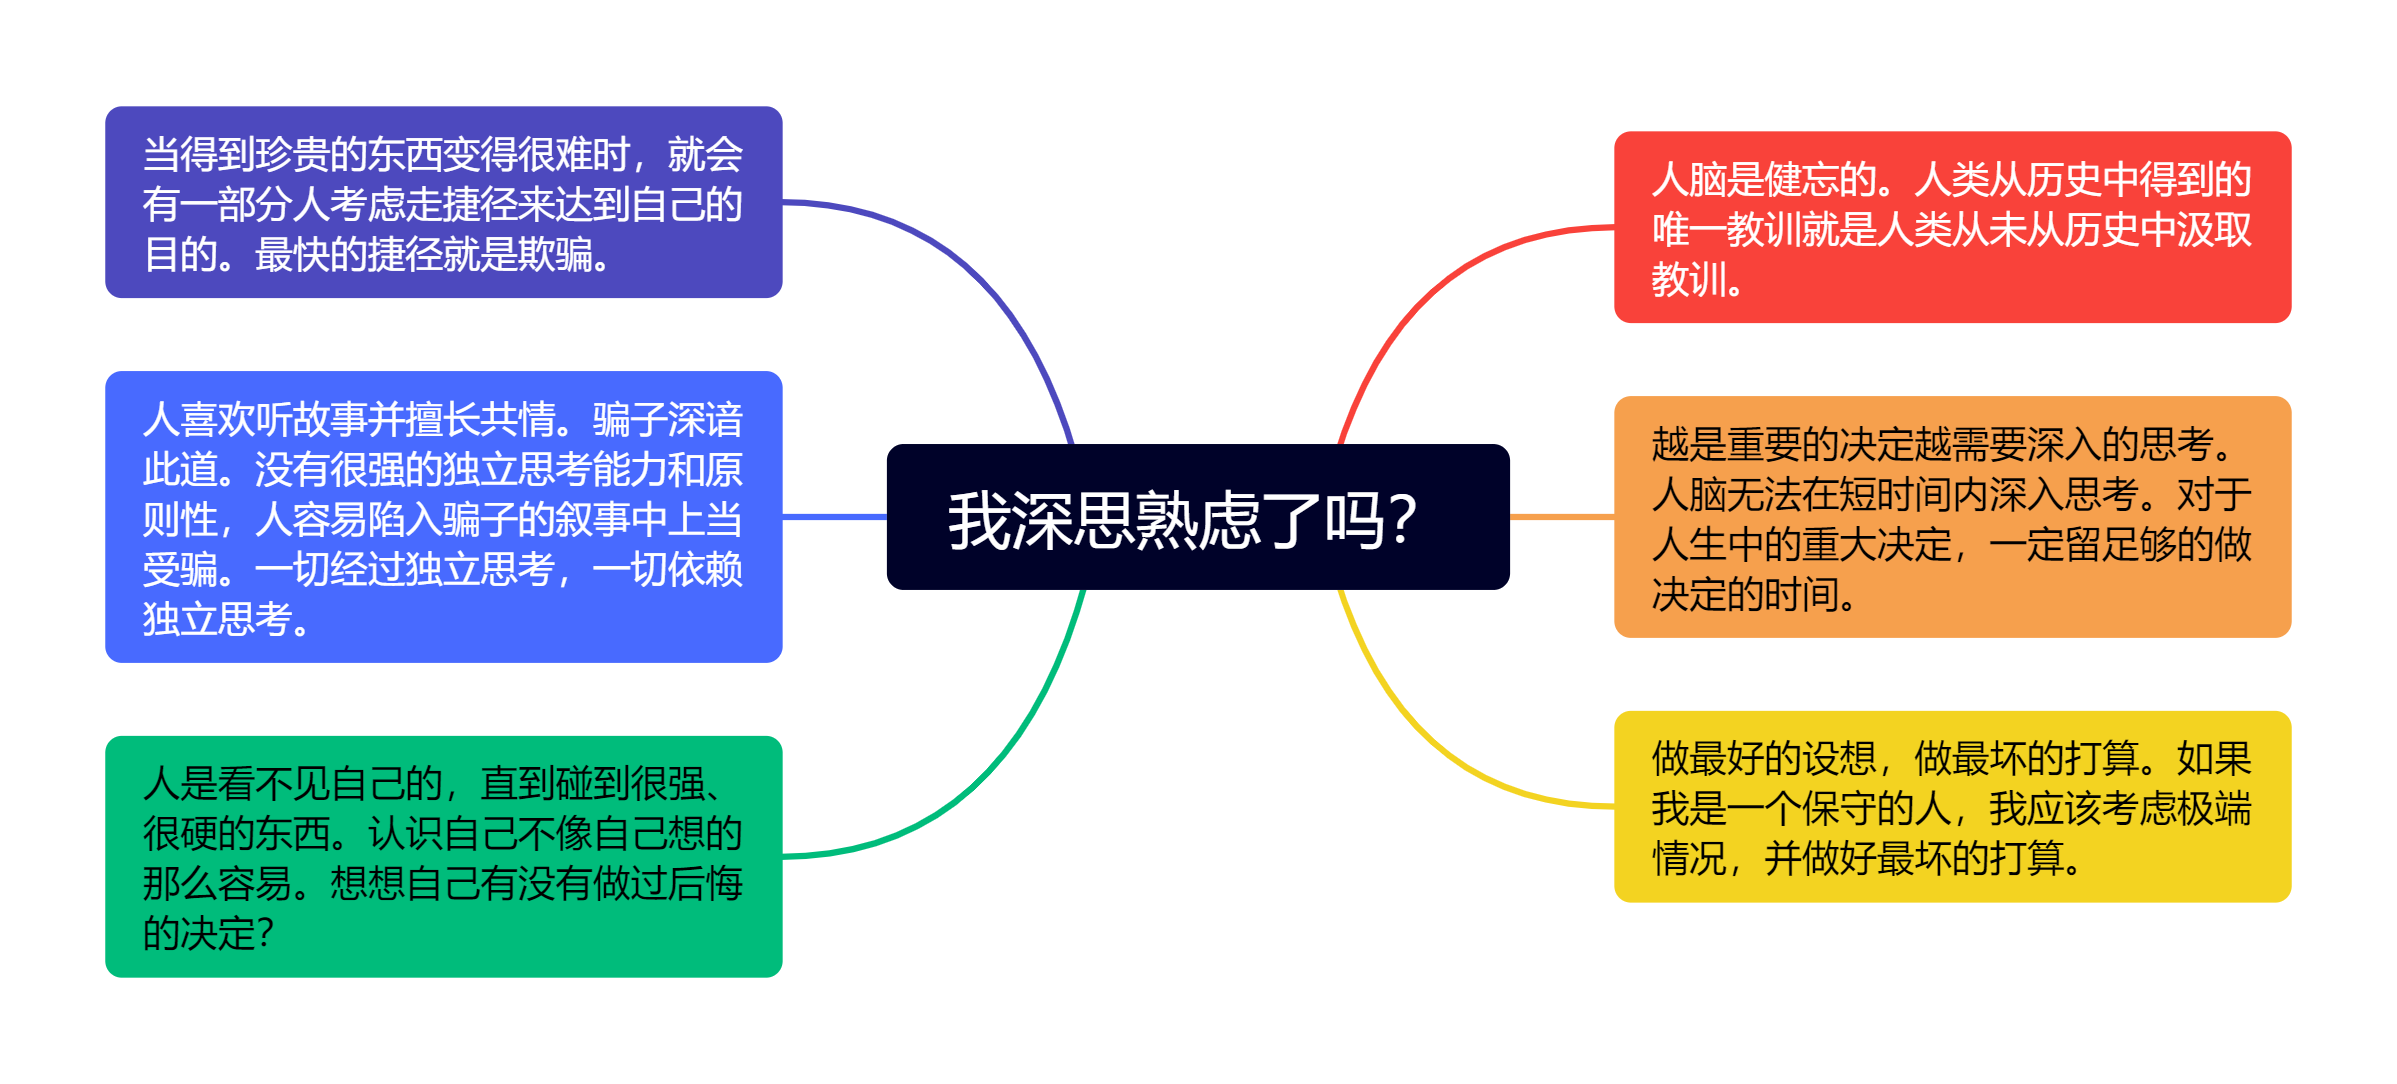 当得到珍贵的东西变得很难时，就会
有一部分人考虑走捷径来达到自己的
目的。最快的捷径就是欺骗。
人喜欢听故事并擅长共情。骗子深谙
此道。没有很强的独立思考能力和原
则性，人容易陷入骗子的叙事中上当
受骗。一切经过独立思考，一切依赖
独立思考。
人是看不见自己的，直到碰到很强、
很硬的东西。认识自己不像自己想的
那么容易。想想自己有没有做过后悔
的决定？
我深思熟虑了吗？
人脑是健忘的。人类从历史中得到的
唯一教训就是人类从未从历史中汲取
教训。
越是重要的决定越需要深入的思考。
人脑无法在短时间内深入思考。对于
人生中的重大决定，一定留足够的做
决定的时间。
做最好的设想，做最坏的打算。如果
我是一个保守的人，我应该考虑极端
情况，并做好最坏的打算。